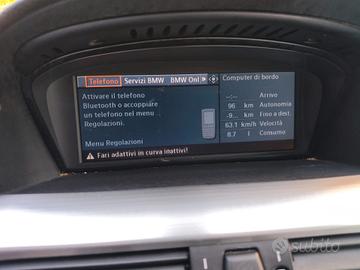 Telefono Servizi BMW BMW Onl
Computer di bordo
Attivare il telefono
Bluetooth o accoppiare
un telefono nel menu
Regolazioni.
Menu Regolazioni
--:-- Arrivo
96 km Autonomia
-9... km Fino a dest.
63.1 km/h Velocità
8.7 l Consumo
Fari adattivi in curva inattivi!
subito